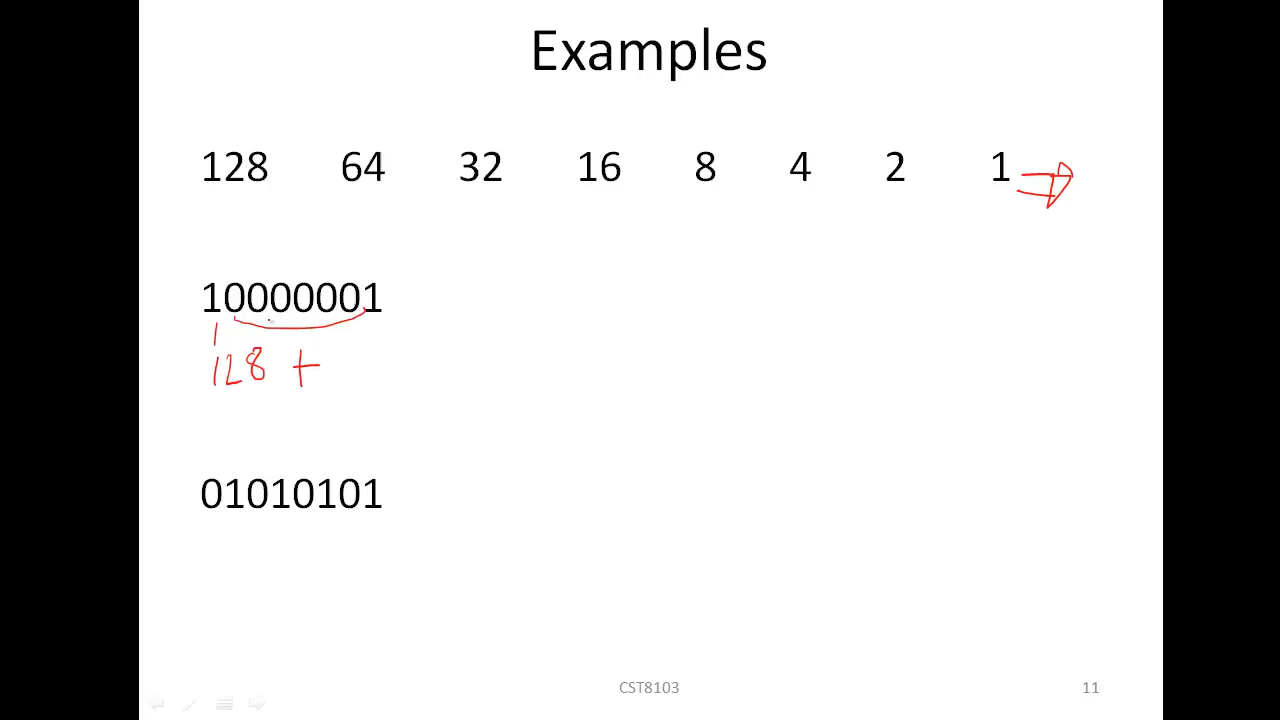 Examples
128 64 32 16 8 4 2 1
10000001
128 +
01010101
CST8103 11